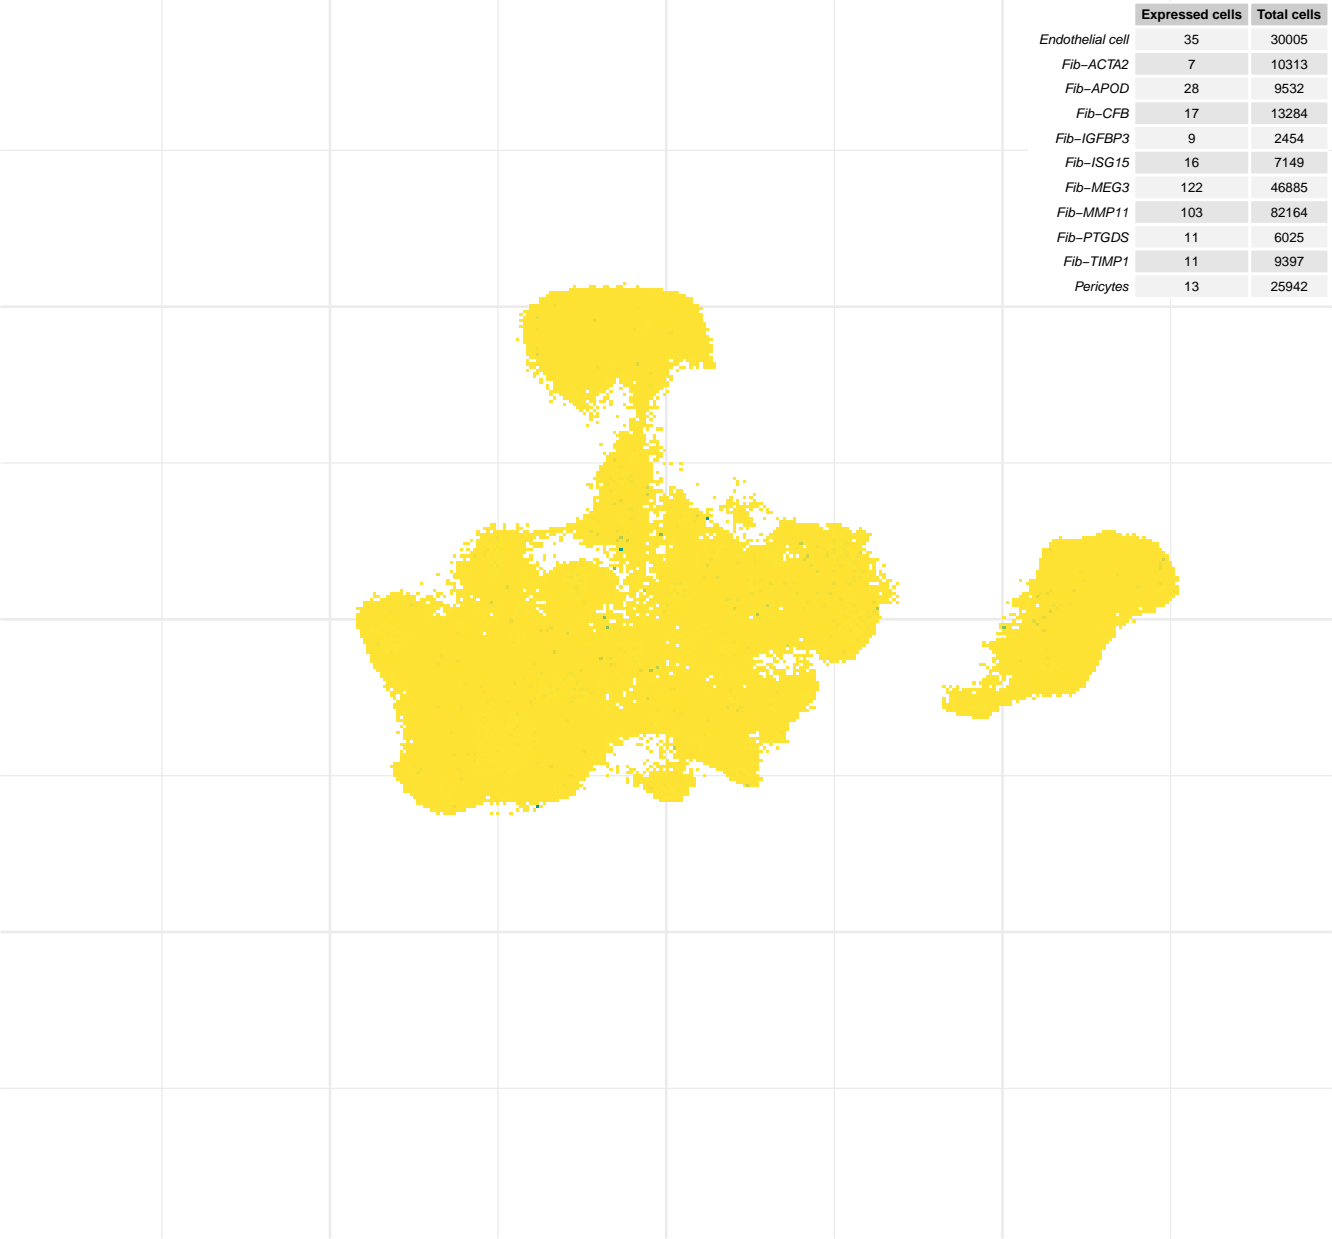 Expressed cells Total cells
Endothelial cell 35 30005
Fib−ACTA2 7 10313
Fib−APOD 28 9532
Fib−CFB 17 13284
Fib−IGFBP3 9 2454
Fib−ISG15 16 7149
Fib−MEG3 122 46885
Fib−MMP11 103 82164
Fib−PTGDS 11 6025
Fib−TIMP1 11 9397
Pericytes 13 25942